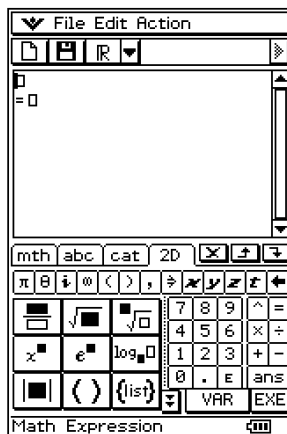 File Edit Action
ℝ
=
mth abc cat 2D
π θ i ∞ ( ) , ⇒ x y z t ←
√ √
7 8 9 ^ =
x e log
4 5 6 × ÷
1 2 3 + −
|■| ( ) {list}
0 . E ans
VAR EXE
Math Expression